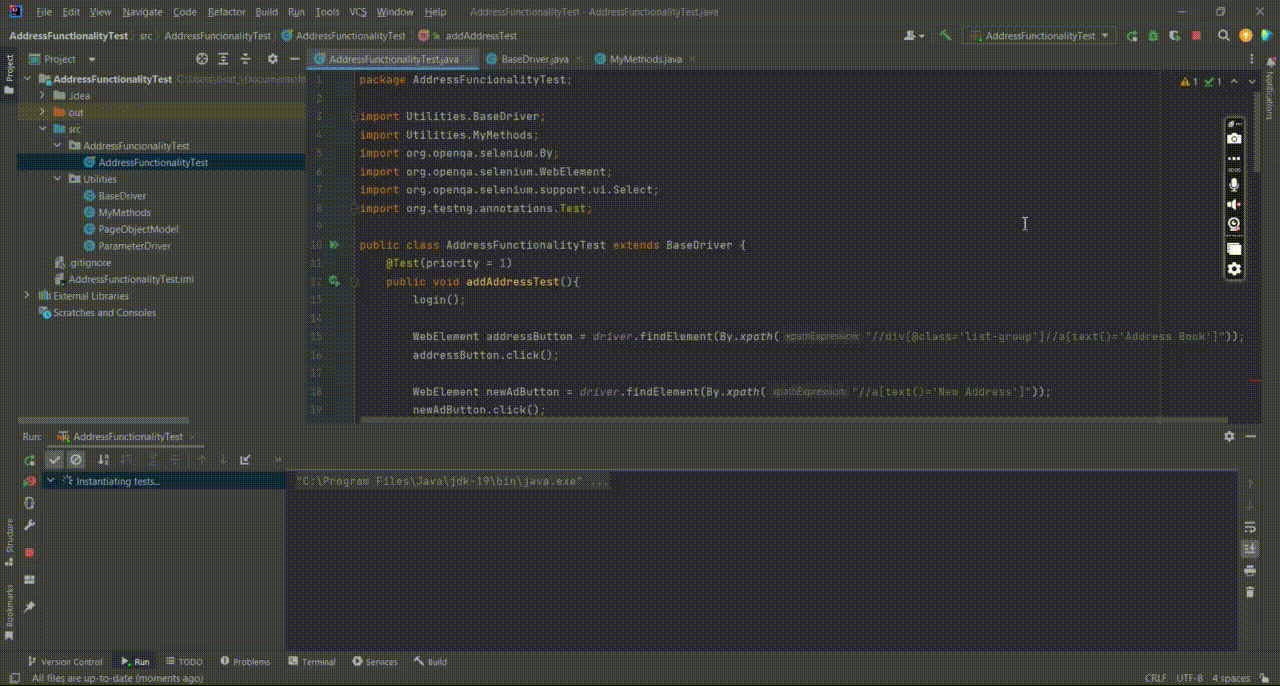 File Edit View Navigate Code Refactor Build Run Tools VCS Window Help AddressFunctionalityTest - AddressFunctionalityTest.java
AddressFunctionalityTest src AddressFunctionalityTest AddressFunctionalityTest addAddressTest
AddressFunctionalityTest
Project
AddressFunctionalityTest
.idea
out
src
AddressFunctionalityTest
AddressFunctionalityTest
Utilities
BaseDriver
MyMethods
PageObjectModel
ParameterDriver
.gitignore
AddressFunctionalityTest.iml
External Libraries
Scratches and Consoles
Project
Structure
Bookmarks
Notifications
AddressFunctionalityTest.java BaseDriver.java MyMethods.java
1 1
1 package AddressFuncionalityTest;
2
3 import Utilities.BaseDriver;
4 import Utilities.MyMethods;
5 import org.openqa.selenium.By;
6 import org.openqa.selenium.WebElement;
7 import org.openqa.selenium.support.ui.Select;
8 import org.testng.annotations.Test;
9
10 public class AddressFunctionalityTest extends BaseDriver {
11 @Test(priority = 1)
12 public void addAddressTest(){
13 login();
14
15 WebElement addressButton = driver.findElement(By.xpath( xpathExpression: "//div[@class='list-group']//a[text()='Address Book']"));
16 addressButton.click();
17
18 WebElement newAdButton = driver.findElement(By.xpath( xpathExpression: "//a[text()='New Address']"));
19 newAdButton.click();
00:00
Run: AddressFunctionalityTest
Instantiating tests...
"C:\Program Files\Java\jdk-19\bin\java.exe" ...
Version Control Run TODO Problems Terminal Services Build
All files are up-to-date (moments ago)
CRLF UTF-8 4 spaces